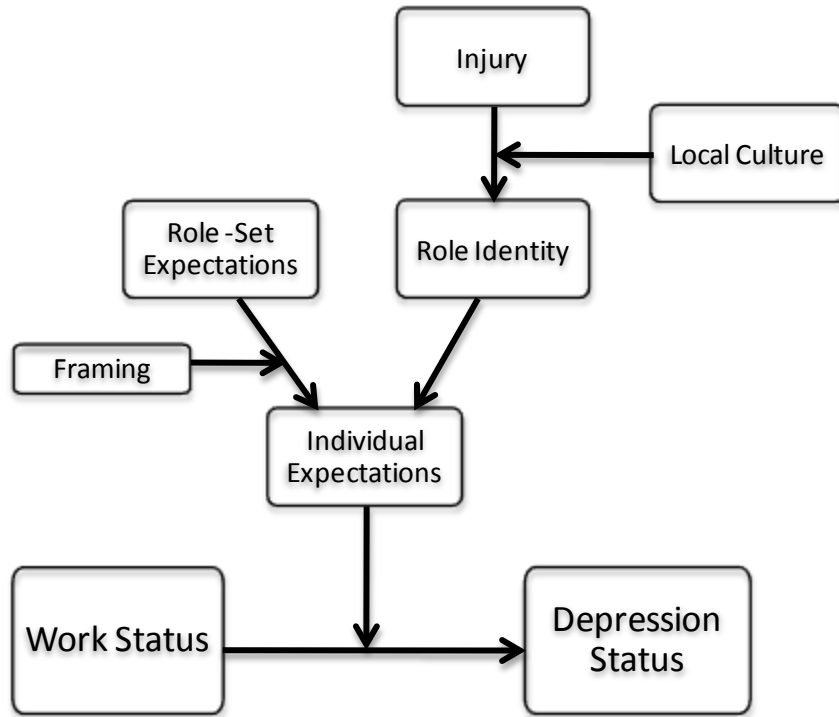 Injury
Local Culture
Role -Set
Expectations
Role Identity
Framing
Individual
Expectations
Work Status
Depression
Status